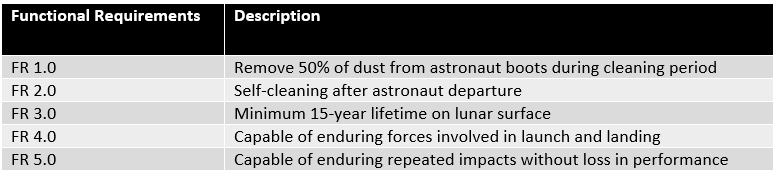 Functional Requirements Description
FR 1.0 Remove 50% of dust from astronaut boots during cleaning period
FR 2.0 Self-cleaning after astronaut departure
FR 3.0 Minimum 15-year lifetime on lunar surface
FR 4.0 Capable of enduring forces involved in launch and landing
FR 5.0 Capable of enduring repeated impacts without loss in performance